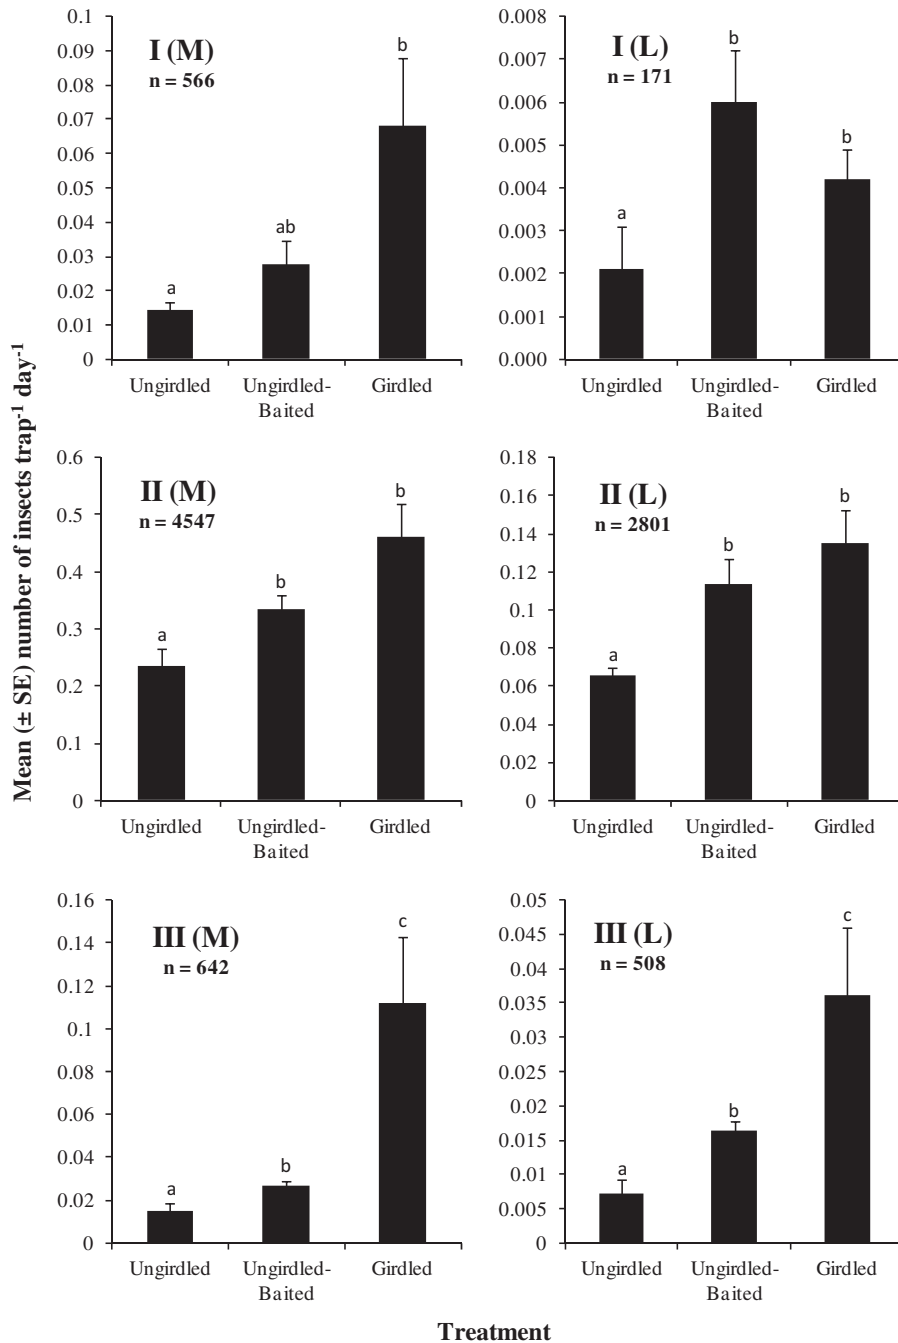 Mean (± SE) number of insects trap-1 day-1
I (M)
n = 566
0.1
0.09
0.08
0.07
0.06
0.05
0.04
0.03
0.02
0.01
0
a
ab
b
Ungirdled
Ungirdled-
Baited
Girdled
I (L)
n = 171
0.008
0.007
0.006
0.005
0.004
0.003
0.002
0.001
0.000
a
b
b
Ungirdled
Ungirdled-
Baited
Girdled
II (M)
n = 4547
0.6
0.5
0.4
0.3
0.2
0.1
0
a
b
b
Ungirdled
Ungirdled-
Baited
Girdled
II (L)
n = 2801
0.18
0.16
0.14
0.12
0.1
0.08
0.06
0.04
0.02
0
a
b
b
Ungirdled
Ungirdled-
Baited
Girdled
III (M)
n = 642
0.16
0.14
0.12
0.1
0.08
0.06
0.04
0.02
0
a
b
c
Ungirdled
Ungirdled-
Baited
Girdled
III (L)
n = 508
0.05
0.045
0.04
0.035
0.03
0.025
0.02
0.015
0.01
0.005
0
a
b
c
Ungirdled
Ungirdled-
Baited
Girdled
Treatment